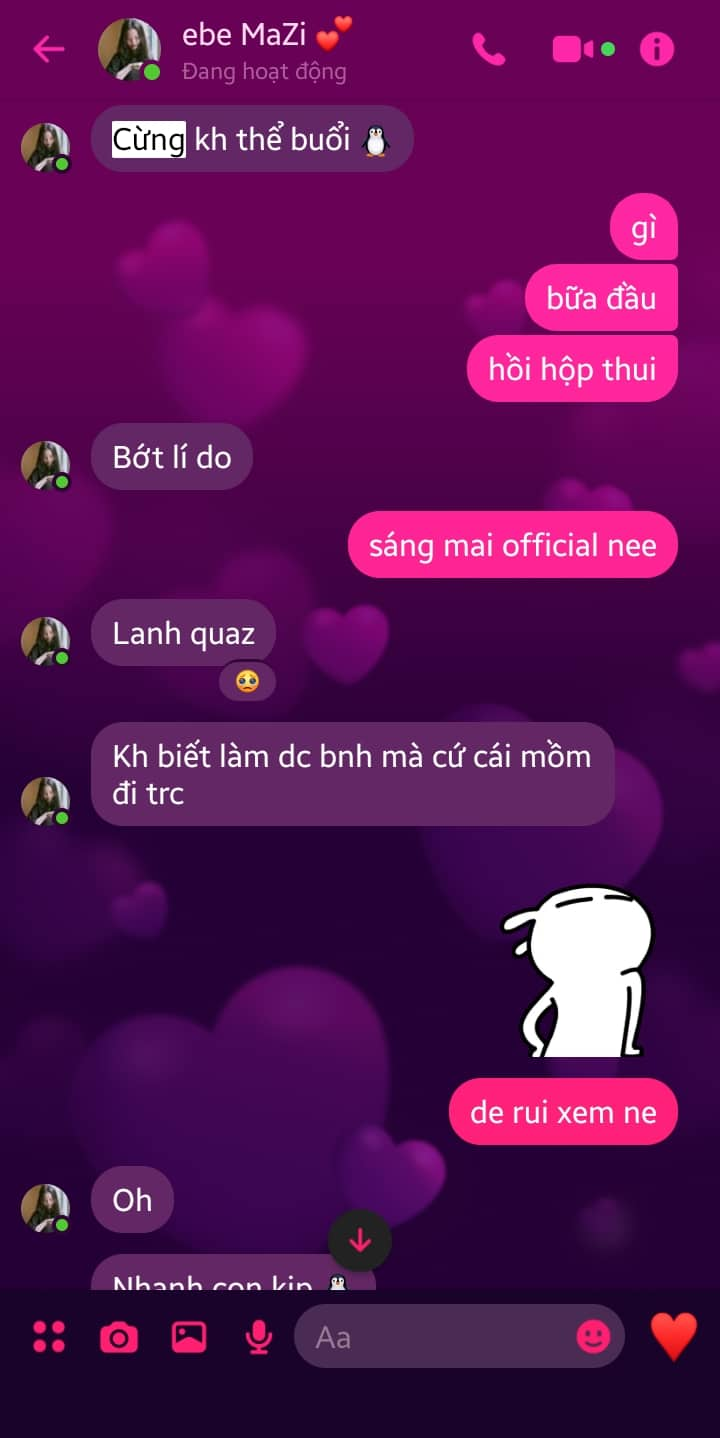 ebe MaZi 💕
Đang hoạt động
Cừng kh thể buổi 🐧
gì
bữa đầu
hồi hộp thui
Bớt lí do
sáng mai official nee
Lanh quaz
Kh biết làm dc bnh mà cứ cái mồm
đi trc
de rui xem ne
Oh
Nhanh con kip 🐧
Aa